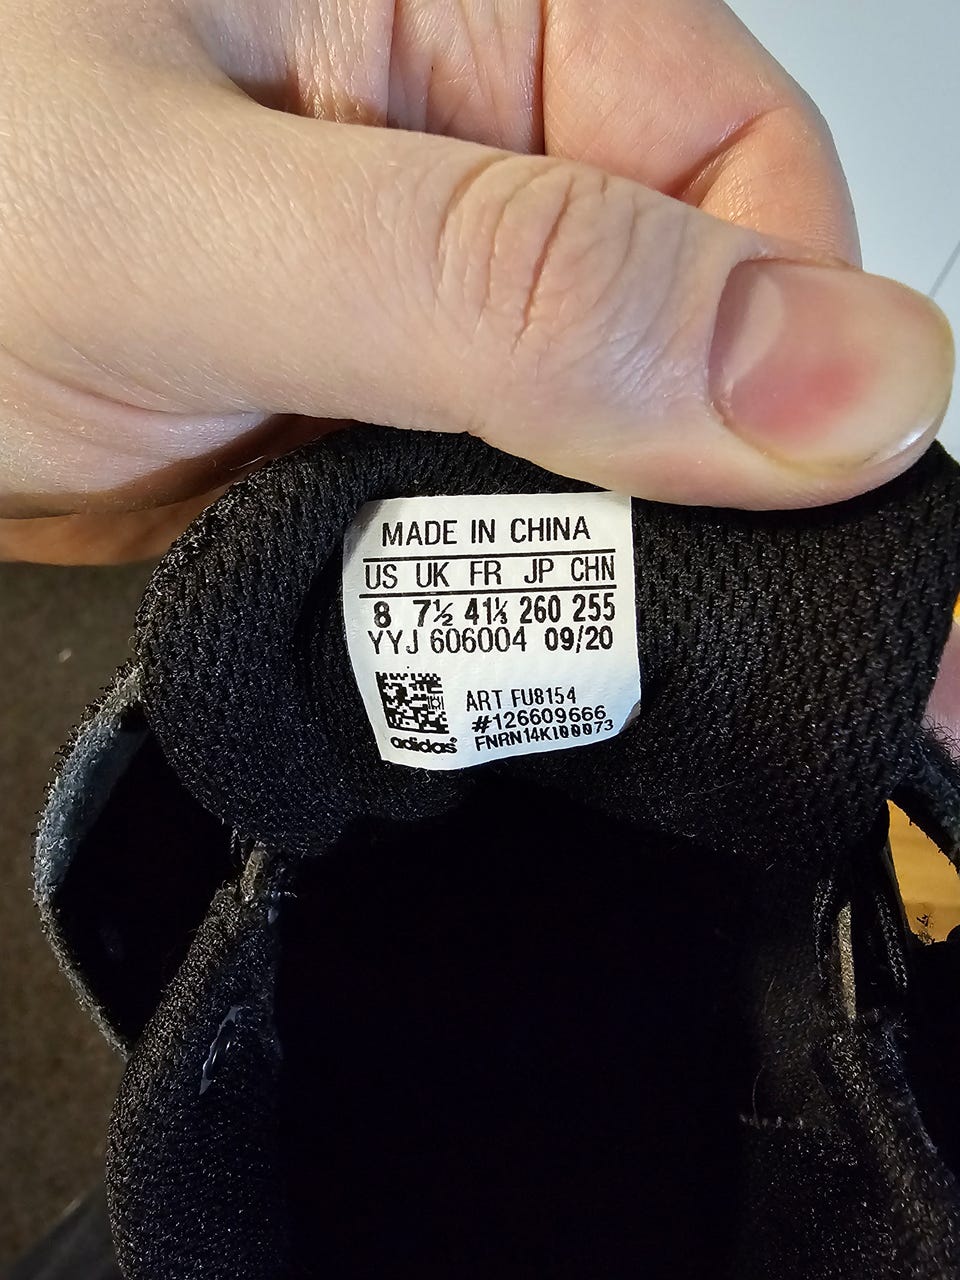 MADE IN CHINA
US UK FR JP CHN
8 7½ 41⅓ 260 255
YYJ 606004 09/20
ART FU8154
#126609666
FNRN14KI00073
adidas